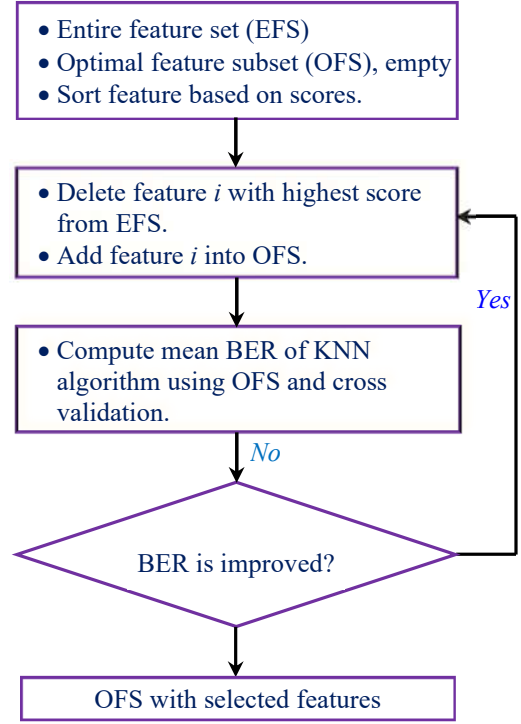 • Entire feature set (EFS)
• Optimal feature subset (OFS), empty
• Sort feature based on scores.
• Delete feature i with highest score
from EFS.
• Add feature i into OFS.
Yes
• Compute mean BER of KNN
algorithm using OFS and cross
validation.
No
BER is improved?
OFS with selected features